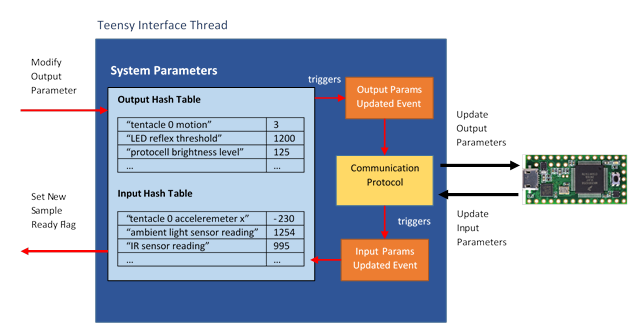 Teensy Interface Thread
Modify
Output
Parameter
System Parameters
triggers
Output Hash Table
"tentacle 0 motion" 3
"LED reflex threshold" 1200
"protocell brightness level" 125
... ...
Input Hash Table
"tentacle 0 acceleremeter x" -230
"ambient light sensor reading" 1254
"IR sensor reading" 995
... ...
Output Params
Updated Event
Communication
Protocol
triggers
Input Params
Updated Event
Update
Output
Parameters
Update
Input
Parameters
Set New
Sample
Ready Flag